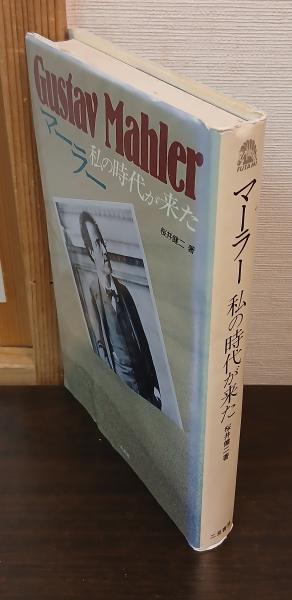 Gustav Mahler
マーラー
私の時代が来た
桜井健二 著
FUTAMI
マーラー 私の時代が来た
桜井健二著
二見書房